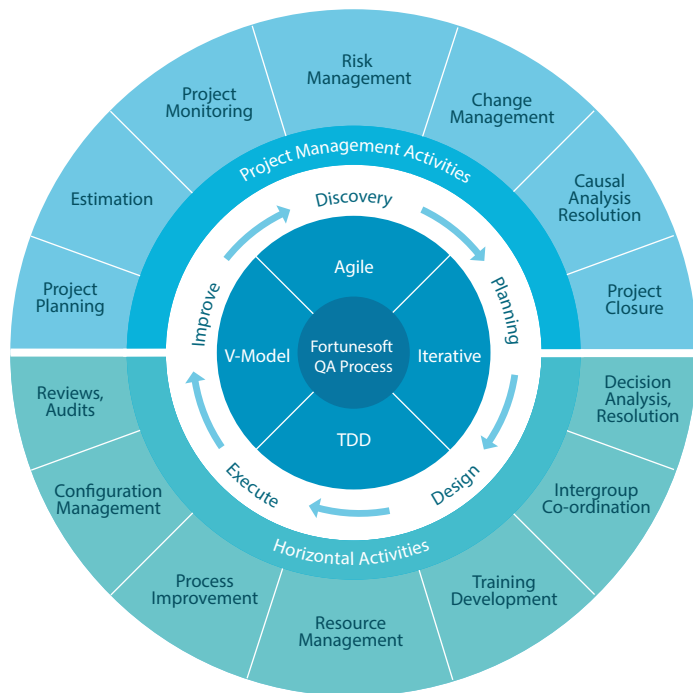 Risk
Management
Project
Monitoring
Change
Management
Estimation
Causal
Analysis
Resolution
Project
Planning
Project
Closure
Project Management Activities
Discovery
Planning
Design
Execute
Improve
Agile
V-Model
Fortunesoft
QA Process
Iterative
TDD
Horizontal Activities
Reviews,
Audits
Decision
Analysis,
Resolution
Configuration
Management
Intergroup
Co-ordination
Process
Improvement
Training
Development
Resource
Management